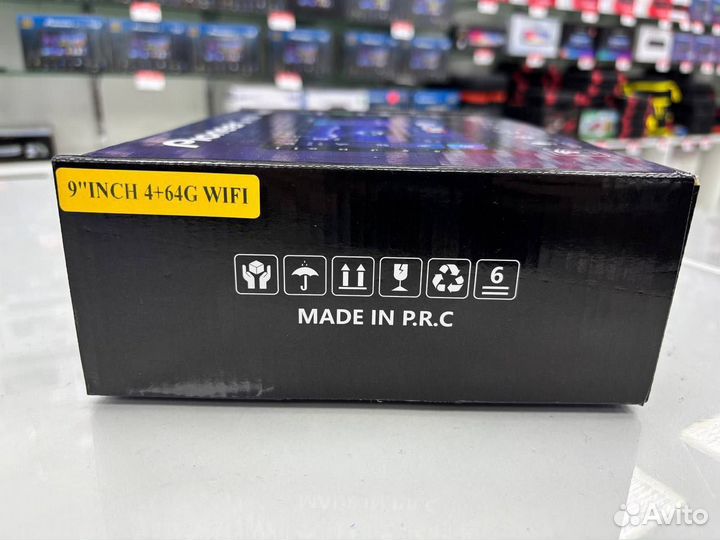 9"INCH 4+64G WIFI
6
MADE IN P.R.C
Avito